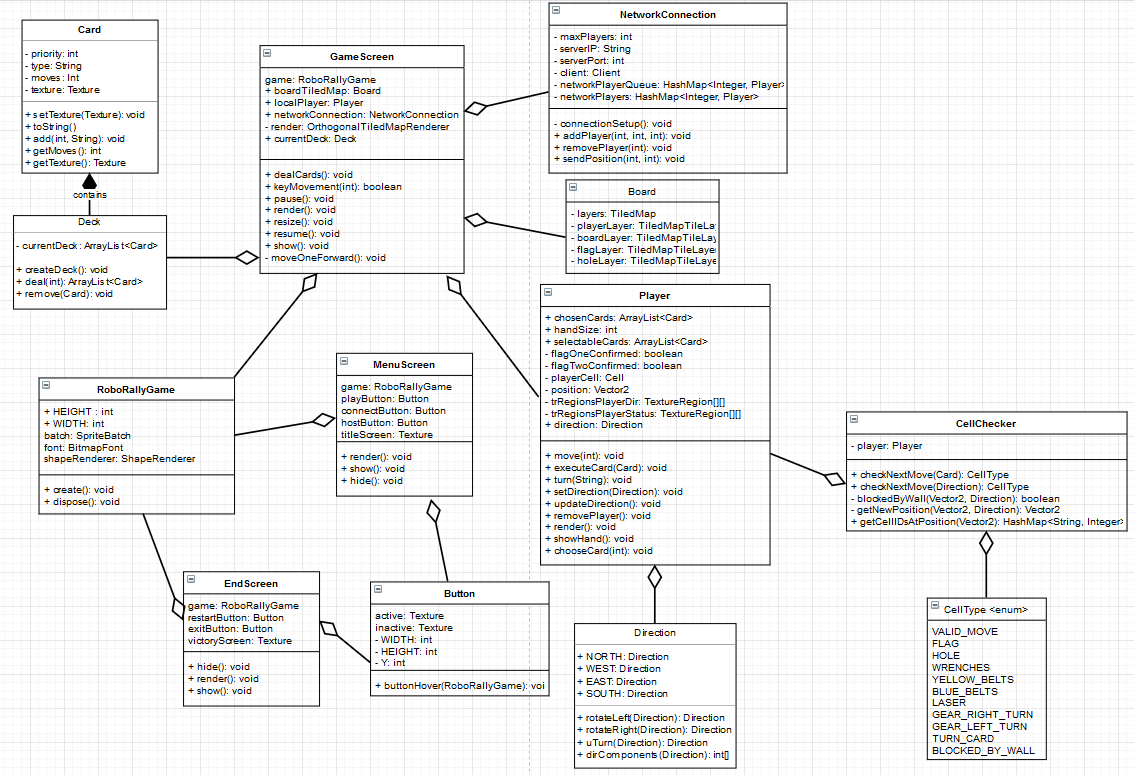 Card
- priority: int
- type: String
- moves: Int
- texture: Texture
+ setTexture(Texture): void
+ toString()
+ add(int, String): void
+ getMoves(): int
+ getTexture(): Texture
contains
Deck
- currentDeck: ArrayList<Card>
+ createDeck(): void
+ deal(int): ArrayList<Card>
+ remove(Card): void
GameScreen
game: RoboRallyGame
+ boardTiledMap: Board
+ localPlayer: Player
+ networkConnection: NetworkConnection
- render: OrthogonalTiledMapRenderer
+ currentDeck: Deck
+ dealCards(): void
+ keyMovement(int): boolean
+ pause(): void
+ render(): void
+ resize(): void
+ resume(): void
+ show(): void
- moveOneForward(): void
NetworkConnection
- maxPlayers: int
- serverIP: String
- serverPort: int
- client: Client
- networkPlayerQueue: HashMap<Integer, Player>
- networkPlayers: HashMap<Integer, Player>
- connectionSetup(): void
+ addPlayer(int, int, int): void
+ removePlayer(int): void
+ sendPosition(int, int): void
Board
- layers: TiledMap
- playerLayer: TiledMapTileLa
- boardLayer: TiledMapTileLay
- flagLayer: TiledMapTileLaye
- holeLayer: TiledMapTileLaye
Player
+ chosenCards: ArrayList<Card>
+ handSize: int
+ selectableCards: ArrayList<Card>
- flagOneConfirmed: boolean
- flagTwoConfirmed: boolean
- playerCell: Cell
- position: Vector2
- trRegionsPlayerDir: TextureRegion[][]
- trRegionsPlayerStatus: TextureRegion[][]
+ direction: Direction
+ move(int): void
+ executeCard(Card): void
+ turn(String): void
+ setDirection(Direction): void
+ updateDirection(): void
+ removePlayer(): void
+ render(): void
+ showHand(): void
+ chooseCard(int): void
RoboRallyGame
+ HEIGHT : int
+ WIDTH: int
batch: SpriteBatch
font: BitmapFont
shapeRenderer: ShapeRenderer
+ create(): void
+ dispose(): void
MenuScreen
game: RoboRallyGame
playButton: Button
connectButton: Button
hostButton: Button
titleScreen: Texture
+ render(): void
+ show(): void
+ hide(): void
CellChecker
- player: Player
+ checkNextMove(Card): CellType
+ checkNextMove(Direction): CellType
- blockedByWall(Vector2, Direction): boolean
- getNewPosition(Vector2, Direction): Vector2
+ getCellIDsAtPosition(Vector2): HashMap<String, Integer>
EndScreen
game: RoboRallyGame
restartButton: Button
exitButton: Button
victoryScreen: Texture
+ hide(): void
+ render(): void
+ show(): void
Button
active: Texture
inactive: Texture
- WIDTH: int
- HEIGHT: int
- Y: int
+ buttonHover(RoboRallyGame): voi
Direction
+ NORTH: Direction
+ WEST: Direction
+ EAST: Direction
+ SOUTH: Direction
+ rotateLeft(Direction): Direction
+ rotateRight(Direction): Direction
+ uTurn(Direction): Direction
+ dirComponents(Direction): int[]
CellType <enum>
VALID_MOVE
FLAG
HOLE
WRENCHES
YELLOW_BELTS
BLUE_BELTS
LASER
GEAR_RIGHT_TURN
GEAR_LEFT_TURN
TURN_CARD
BLOCKED_BY_WALL